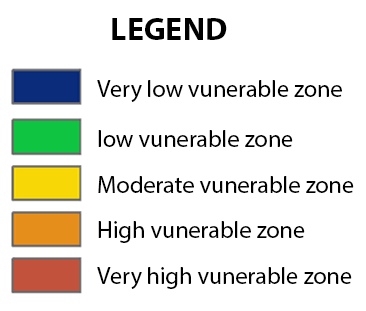 LEGEND
Very low vunerable zone
low vunerable zone
Moderate vunerable zone
High vunerable zone
Very high vunerable zone